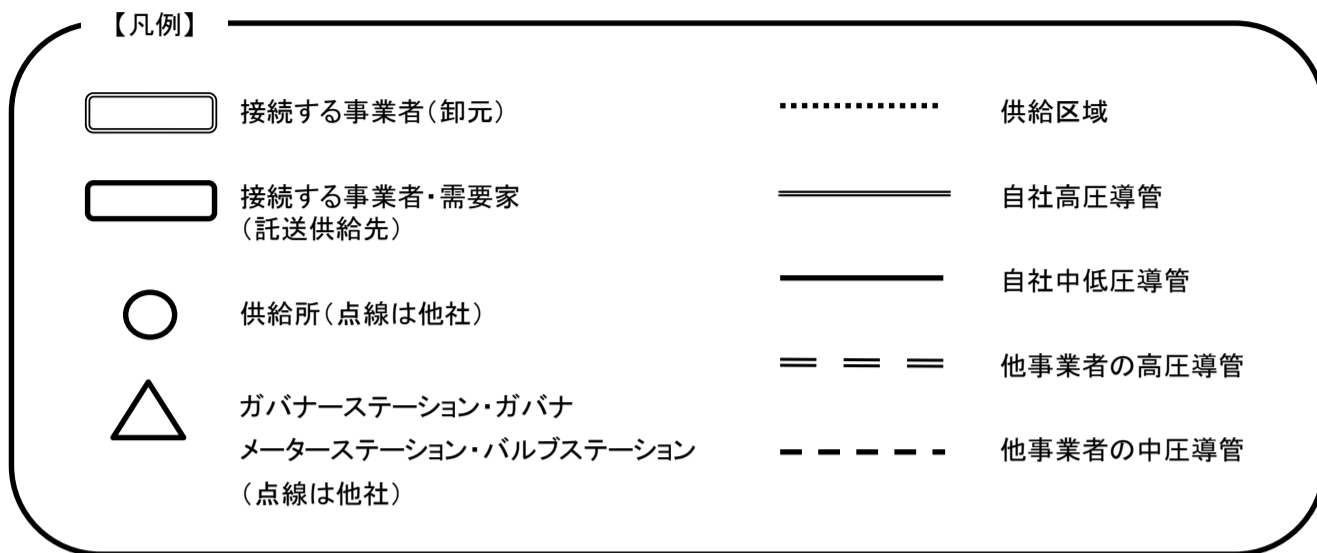 【凡例】
接続する事業者（卸元）
接続する事業者・需要家
（託送供給先）
供給所（点線は他社）
ガバナーステーション・ガバナ
メーターステーション・バルブステーション
（点線は他社）
供給区域
自社高圧導管
自社中低圧導管
他事業者の高圧導管
他事業者の中圧導管